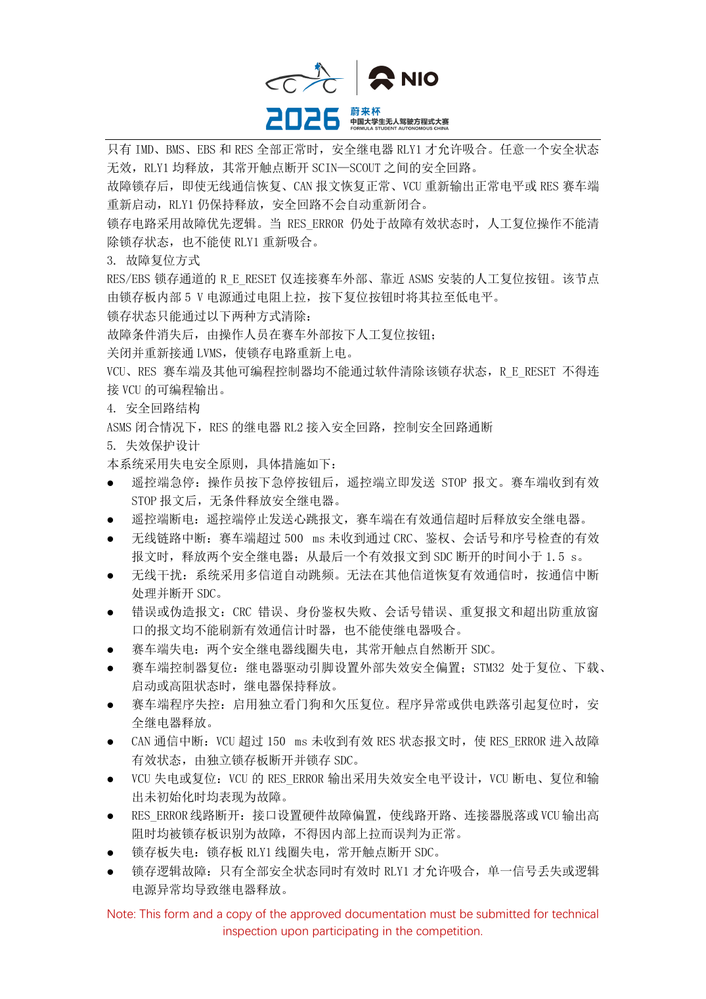 NIO
2026
蔚来杯
中国大学生无人驾驶方程式大赛
FORMULA STUDENT AUTONOMOUS CHINA
只有 IMD、BMS、EBS 和 RES 全部正常时，安全继电器 RLY1 才允许吸合。任意一个安全状态
无效，RLY1 均释放，其常开触点断开 SCIN—SCOUT 之间的安全回路。
故障锁存后，即使无线通信恢复、CAN 报文恢复正常、VCU 重新输出正常电平或 RES 赛车端
重新启动，RLY1 仍保持释放，安全回路不会自动重新闭合。
锁存电路采用故障优先逻辑。当 RES_ERROR 仍处于故障有效状态时，人工复位操作不能清
除锁存状态，也不能使 RLY1 重新吸合。
3. 故障复位方式
RES/EBS 锁存通道的 R_E_RESET 仅连接赛车外部、靠近 ASMS 安装的人工复位按钮。该节点
由锁存板内部 5 V 电源通过电阻上拉，按下复位按钮时将其拉至低电平。
锁存状态只能通过以下两种方式清除：
故障条件消失后，由操作人员在赛车外部按下人工复位按钮；
关闭并重新接通 LVMS，使锁存电路重新上电。
VCU、RES 赛车端及其他可编程控制器均不能通过软件清除该锁存状态，R_E_RESET 不得连
接 VCU 的可编程输出。
4. 安全回路结构
ASMS 闭合情况下，RES 的继电器 RL2 接入安全回路，控制安全回路通断
5. 失效保护设计
本系统采用失电安全原则，具体措施如下：
● 遥控端急停：操作员按下急停按钮后，遥控端立即发送 STOP 报文。赛车端收到有效
STOP 报文后，无条件释放安全继电器。
● 遥控端断电：遥控端停止发送心跳报文，赛车端在有效通信超时后释放安全继电器。
● 无线链路中断：赛车端超过 500 ms 未收到通过 CRC、鉴权、会话号和序号检查的有效
报文时，释放两个安全继电器；从最后一个有效报文到 SDC 断开的时间小于 1.5 s。
● 无线干扰：系统采用多信道自动跳频。无法在其他信道恢复有效通信时，按通信中断
处理并断开 SDC。
● 错误或伪造报文：CRC 错误、身份鉴权失败、会话号错误、重复报文和超出防重放窗
口的报文均不能刷新有效通信计时器，也不能使继电器吸合。
● 赛车端失电：两个安全继电器线圈失电，其常开触点自然断开 SDC。
● 赛车端控制器复位：继电器驱动引脚设置外部失效安全偏置；STM32 处于复位、下载、
启动或高阻状态时，继电器保持释放。
● 赛车端程序失控：启用独立看门狗和欠压复位。程序异常或供电跌落引起复位时，安
全继电器释放。
● CAN 通信中断：VCU 超过 150 ms 未收到有效 RES 状态报文时，使 RES_ERROR 进入故障
有效状态，由独立锁存板断开并锁存 SDC。
● VCU 失电或复位：VCU 的 RES_ERROR 输出采用失效安全电平设计，VCU 断电、复位和输
出未初始化时均表现为故障。
● RES_ERROR 线路断开：接口设置硬件故障偏置，使线路开路、连接器脱落或 VCU 输出高
阻时均被锁存板识别为故障，不得因内部上拉而误判为正常。
● 锁存板失电：锁存板 RLY1 线圈失电，常开触点断开 SDC。
● 锁存逻辑故障：只有全部安全状态同时有效时 RLY1 才允许吸合，单一信号丢失或逻辑
电源异常均导致继电器释放。
Note: This form and a copy of the approved documentation must be submitted for technical
inspection upon participating in the competition.